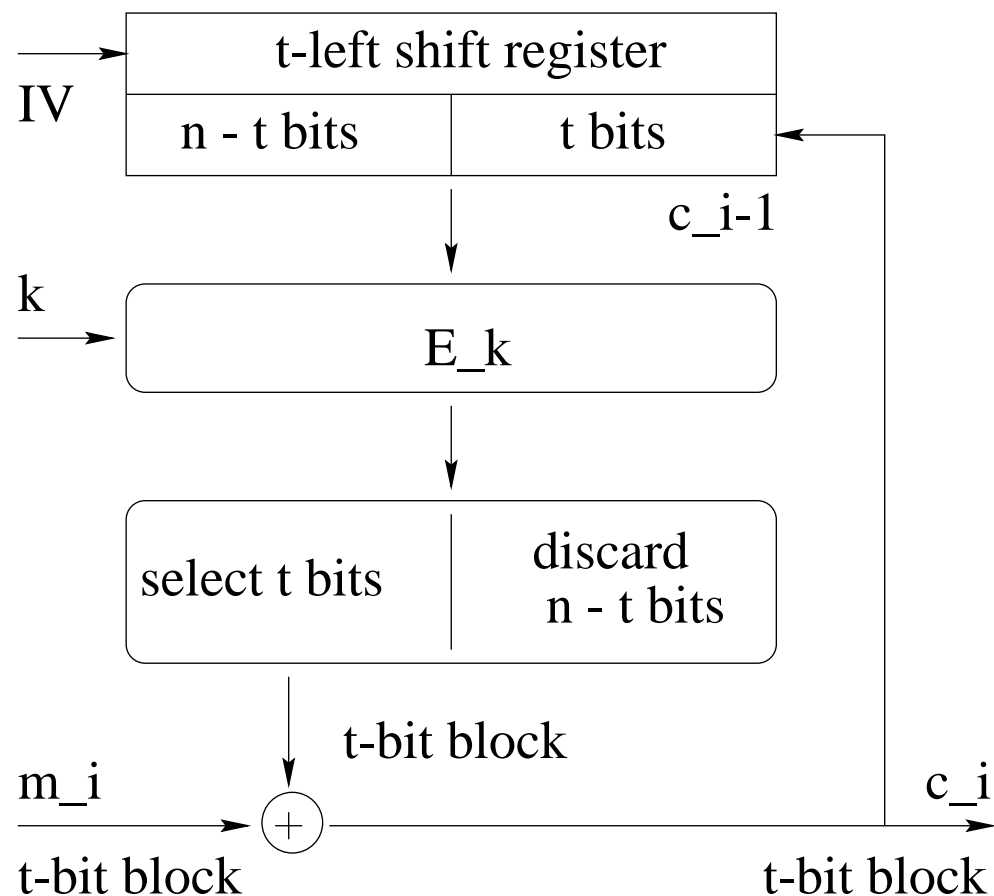 t-left shift register
IV
n - t bits
t bits
c_i-1
k
E_k
select t bits
discard
n - t bits
t-bit block
m_i
c_i
+
t-bit block
t-bit block